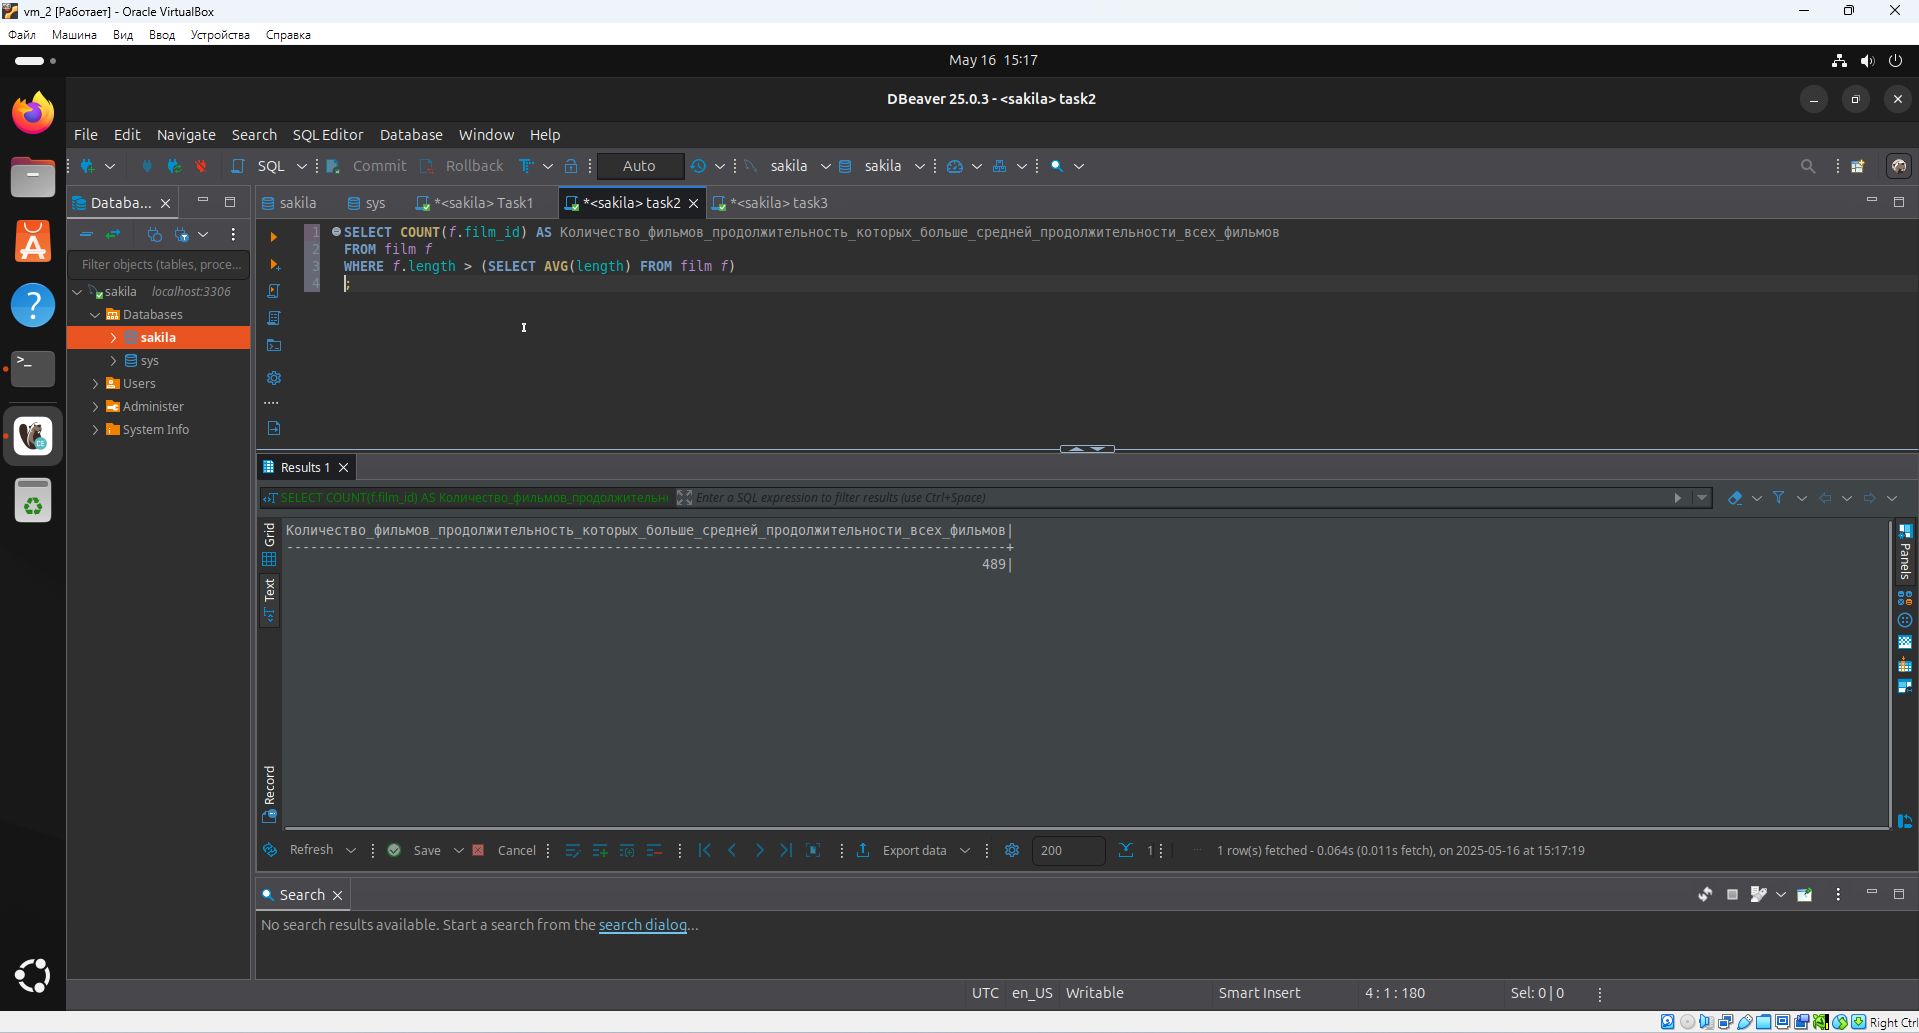 vm_2 [Работает] - Oracle VirtualBox
Файл Машина Вид Ввод Устройства Справка
May 16 15:17
DBeaver 25.0.3 - <sakila> task2
File Edit Navigate Search SQL Editor Database Window Help
SQL Commit Rollback Auto sakila sakila
Databa... sakila sys *<sakila> Task1 *<sakila> task2 *<sakila> task3
Filter objects (tables, proce...
sakila localhost:3306
Databases
sakila
sys
Users
Administer
System Info
1 SELECT COUNT(f.film_id) AS Количество_фильмов_продолжительность_которых_больше_средней_продолжительности_всех_фильмов
2 FROM film f
3 WHERE f.length > (SELECT AVG(length) FROM film f)
4 ;
Results 1
SELECT COUNT(f.film_id) AS Количество_фильмов_продолжительн
Enter a SQL expression to filter results (use Ctrl+Space)
Grid
Text
Record
Количество_фильмов_продолжительность_которых_больше_средней_продолжительности_всех_фильмов|
------------------------------------------------------------------------------------------+
489|
Panels
Refresh Save Cancel Export data 200 1 1 row(s) fetched - 0.064s (0.011s fetch), on 2025-05-16 at 15:17:19
Search
No search results available. Start a search from the search dialog...
UTC en_US Writable Smart Insert 4 : 1 : 180 Sel: 0 | 0
Right Ctrl